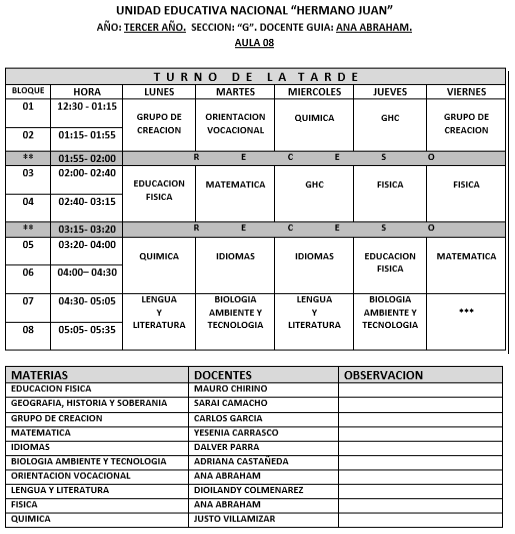 UNIDAD EDUCATIVA NACIONAL “HERMANO JUAN”
AÑO: TERCER AÑO. SECCION: “G”. DOCENTE GUIA: ANA ABRAHAM.
AULA 08
TURNO DE LA TARDE
BLOQUE HORA LUNES MARTES MIERCOLES JUEVES VIERNES
01 12:30 - 01:15
02 01:15- 01:55
GRUPO DE CREACION
ORIENTACION VOCACIONAL
QUIMICA
GHC
GRUPO DE CREACION
** 01:55- 02:00 R E C E S O
03 02:00- 02:40
04 02:40- 03:15
EDUCACION FISICA
MATEMATICA
GHC
FISICA
FISICA
** 03:15- 03:20 R E C E S O
05 03:20- 04:00
06 04:00– 04:30
QUIMICA
IDIOMAS
IDIOMAS
EDUCACION FISICA
MATEMATICA
07 04:30- 05:05
08 05:05- 05:35
LENGUA Y LITERATURA
BIOLOGIA AMBIENTE Y TECNOLOGIA
LENGUA Y LITERATURA
BIOLOGIA AMBIENTE Y TECNOLOGIA
***
MATERIAS DOCENTES OBSERVACION
EDUCACION FISICA MAURO CHIRINO
GEOGRAFIA, HISTORIA Y SOBERANIA SARAI CAMACHO
GRUPO DE CREACION CARLOS GARCIA
MATEMATICA YESENIA CARRASCO
IDIOMAS DALVER PARRA
BIOLOGIA AMBIENTE Y TECNOLOGIA ADRIANA CASTAÑEDA
ORIENTACION VOCACIONAL ANA ABRAHAM
LENGUA Y LITERATURA DIOILANDY COLMENAREZ
FISICA ANA ABRAHAM
QUIMICA JUSTO VILLAMIZAR